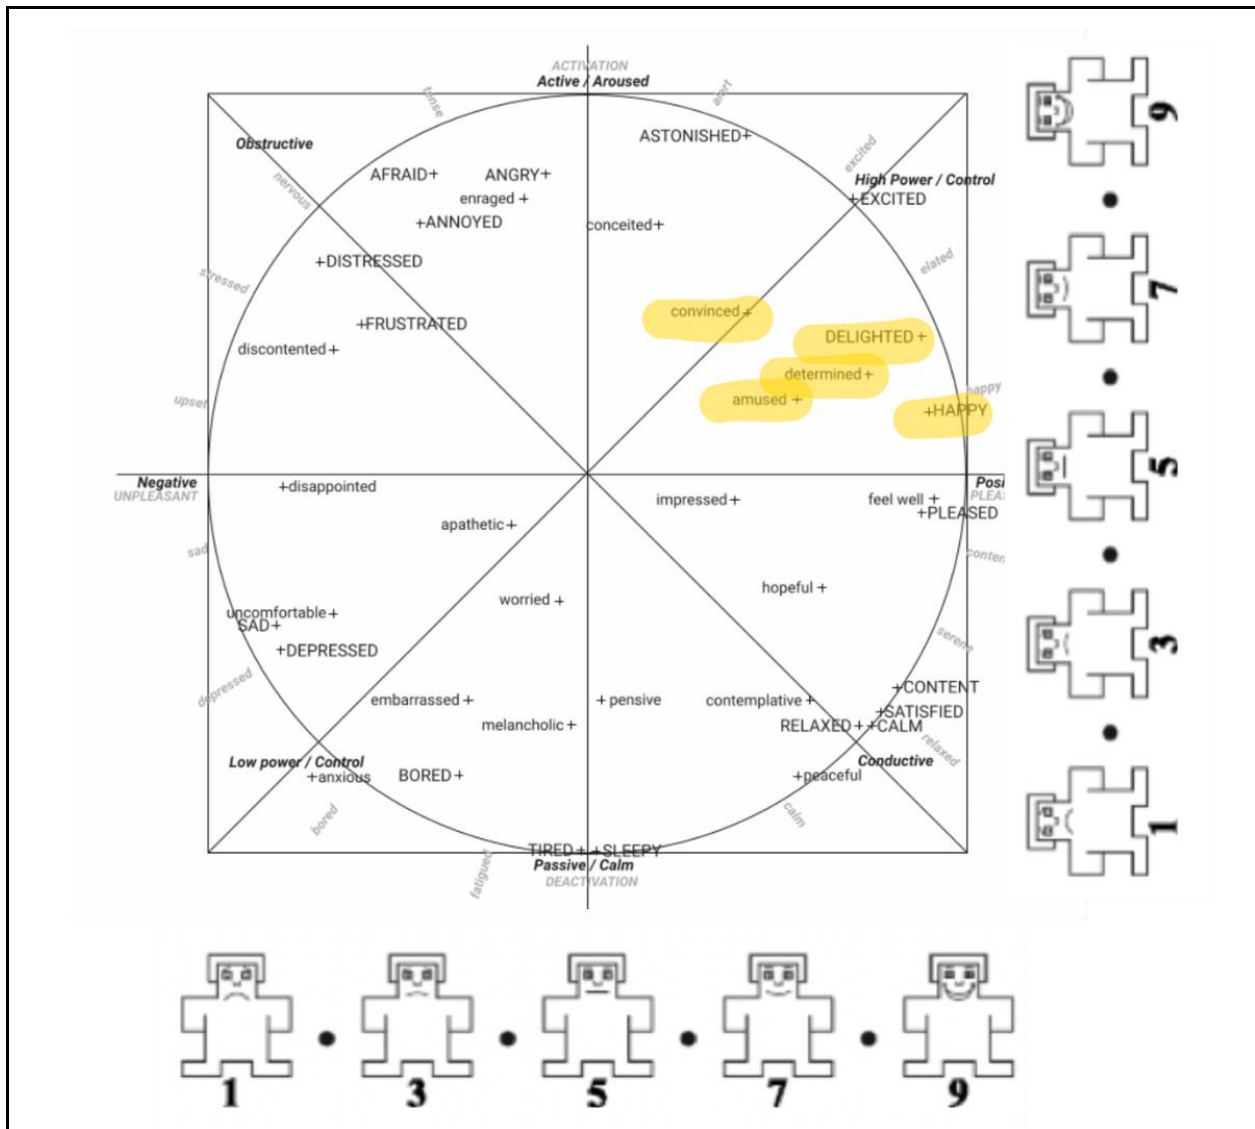 ACTIVATION
Active / Aroused
tense
alert
ASTONISHED+
Obstructive
excited
nervous
AFRAID+
ANGRY+
High Power / Control
enraged +
+EXCITED
+ANNOYED
conceited+
+DISTRESSED
elated
stressed
convinced+
+FRUSTRATED
DELIGHTED+
discontented+
determined+
upset
amused +
happy
+HAPPY
Negative
UNPLEASANT
+disappointed
Posi
PLEAS
impressed+
feel well +
+PLEASED
apathetic+
sad
conten
hopeful +
worried +
uncomfortable+
SAD+
serene
+DEPRESSED
depressed
+CONTENT
embarrassed +
+ pensive
contemplative +
+SATISFIED
melancholic+
RELAXED+
+CALM
relaxed
Low power / Control
Conductive
+anxious
BORED+
+peaceful
bored
calm
TIRED+
+SLEEPY
Passive / Calm
fatigued
DEACTIVATION
9
7
5
3
1
1 3 5 7 9